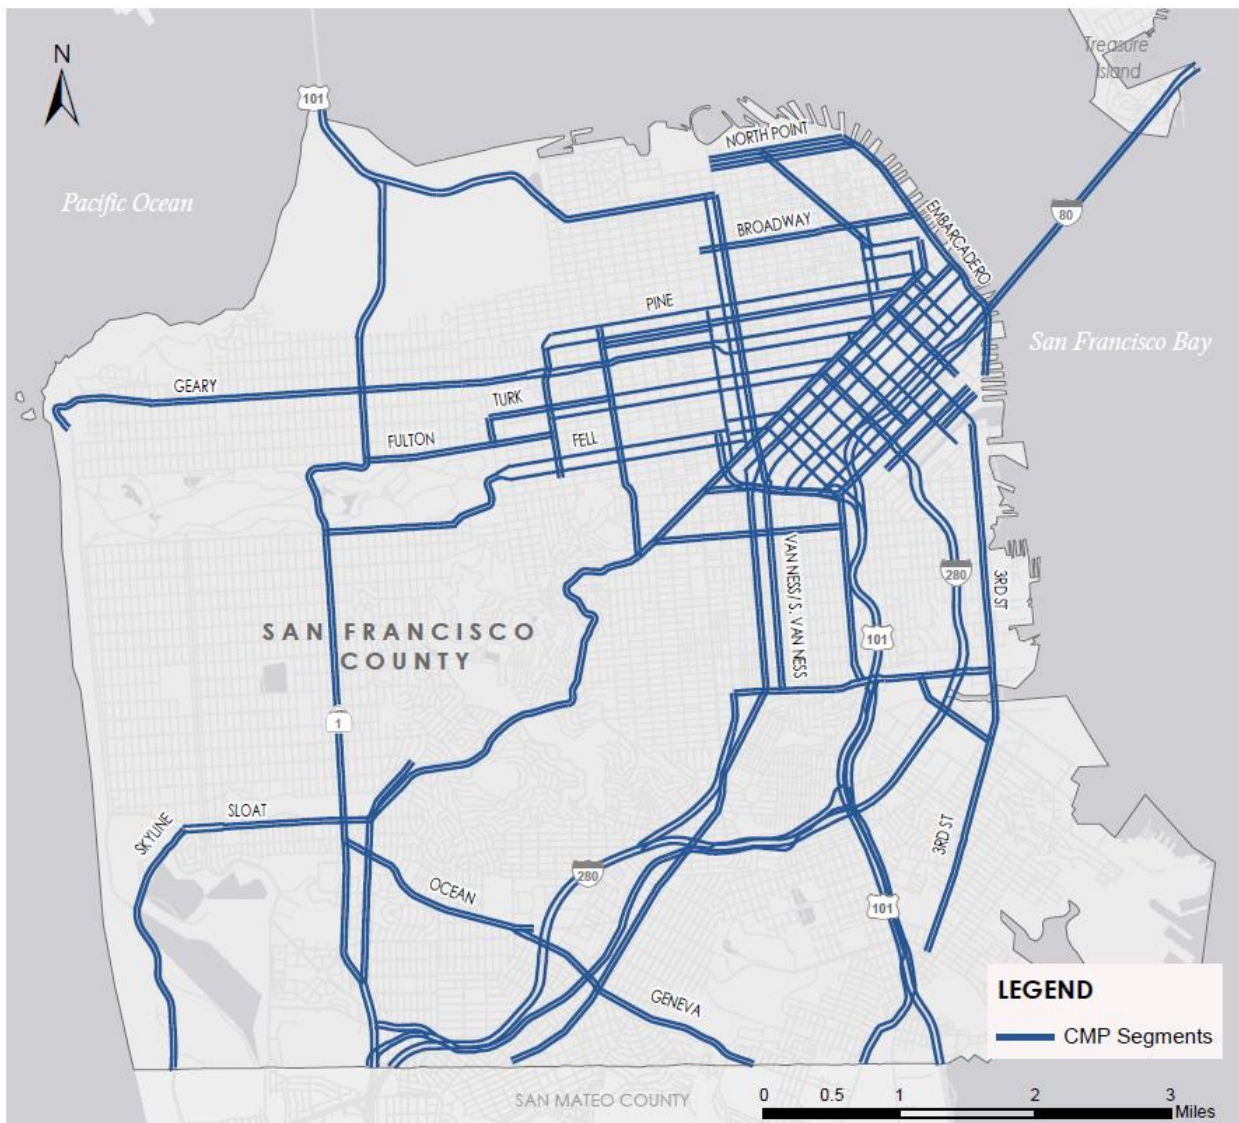 N
Treasure
Island
101
NORTH POINT
Pacific Ocean
EMBARCADERO
80
BROADWAY
PINE
San Francisco Bay
GEARY
TURK
FULTON
FELL
VAN NESS/ S. VAN NESS
280
3RD ST
101
SAN FRANCISCO
COUNTY
1
SLOAT
SKYLINE
3RD ST
280
OCEAN
101
GENEVA
LEGEND
CMP Segments
SAN MATEO COUNTY
0 0.5 1 2 3
Miles